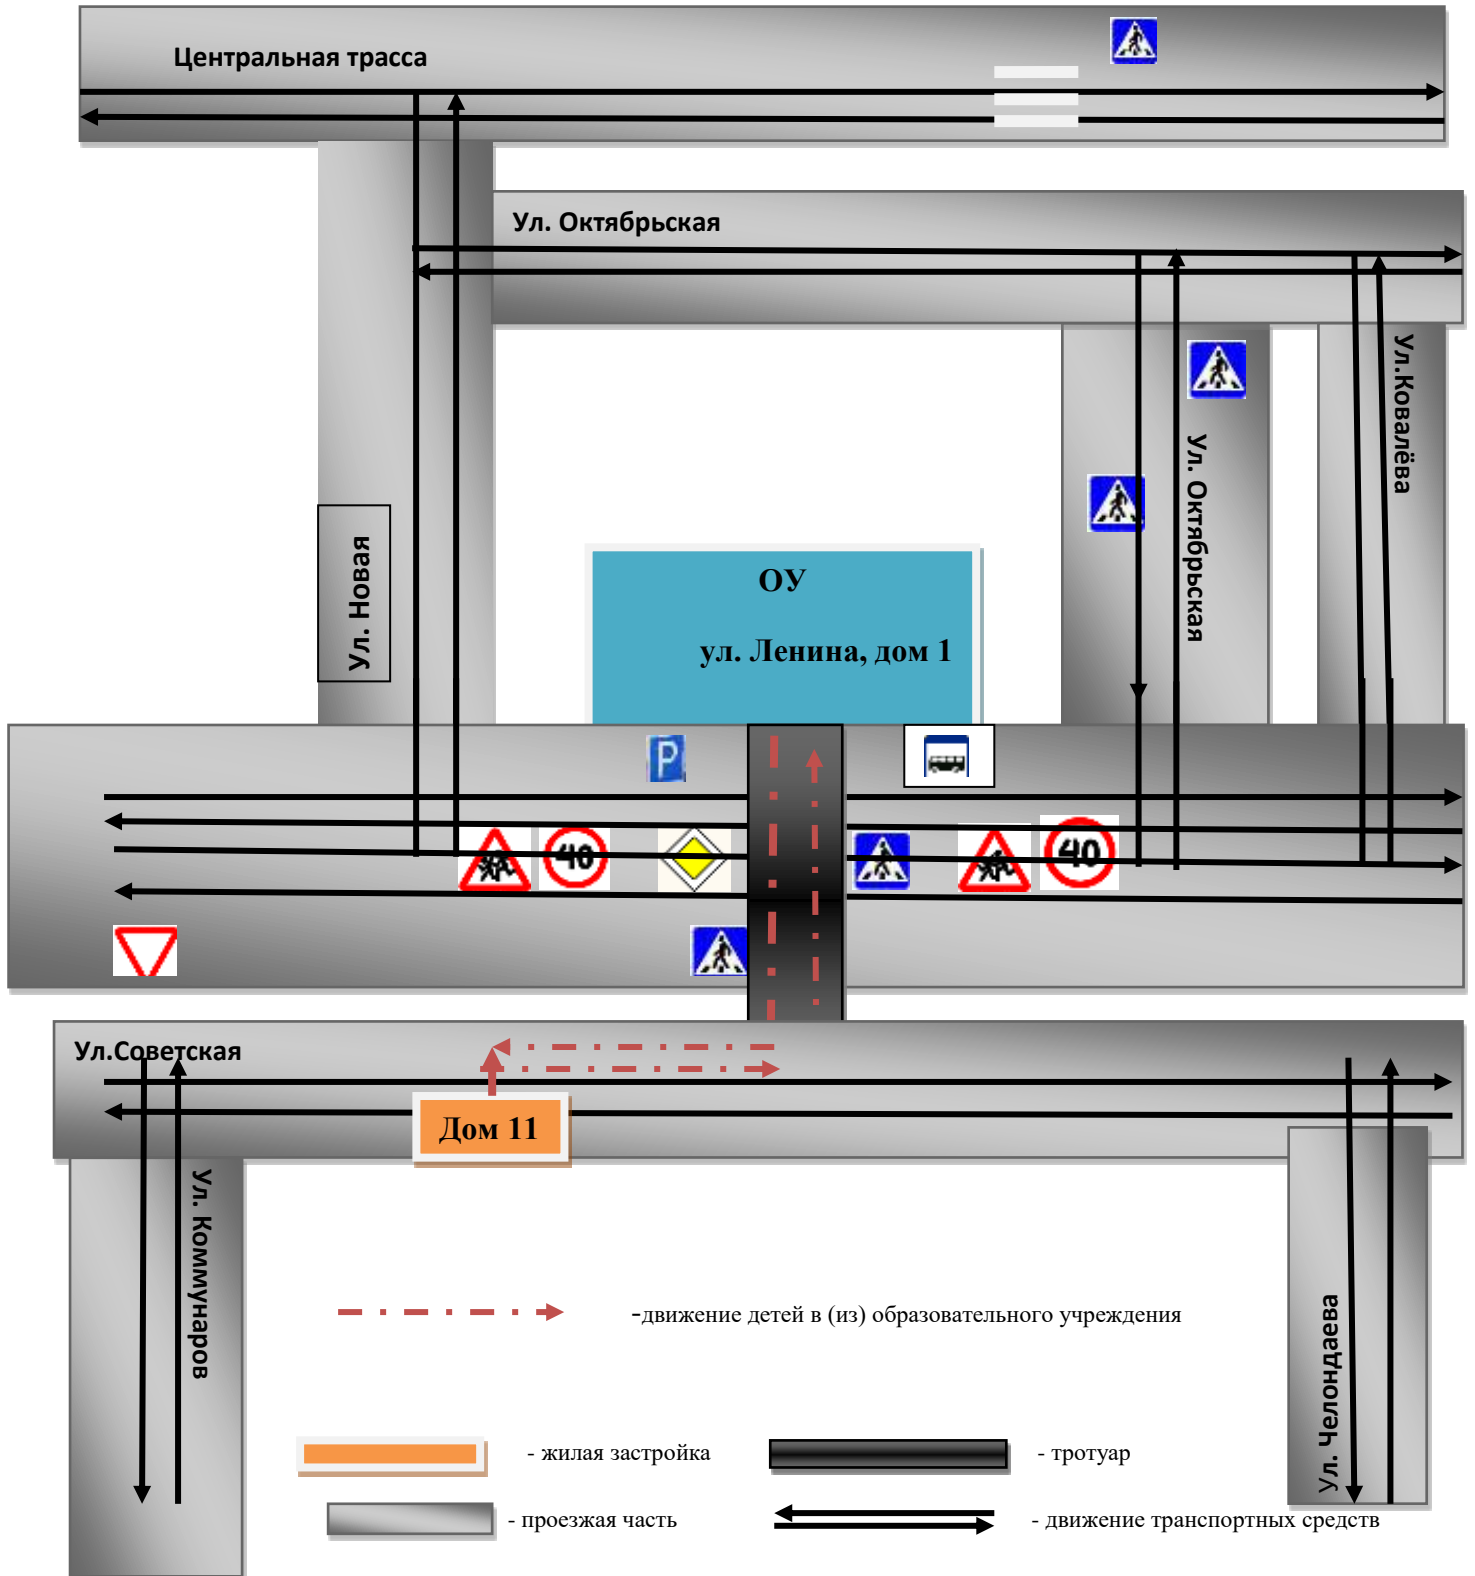 Центральная трасса
Ул. Октябрьская
Ул.Ковалёва
Ул. Октябрьская
Ул. Новая
ОУ
ул. Ленина, дом 1
P
40
40
Ул.Советская
Дом 11
Ул. Коммунаров
Ул. Челондаева
-движение детей в (из) образовательного учреждения
- жилая застройка
- тротуар
- проезжая часть
- движение транспортных средств